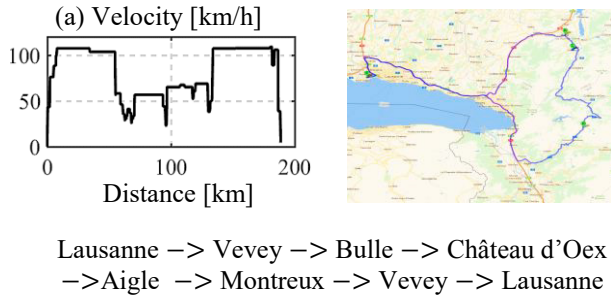 (a) Velocity [km/h]
100
50
0
0
100
200
Distance [km]
Lausanne —> Vevey —> Bulle —> Château d’Oex
—>Aigle —> Montreux —> Vevey —> Lausanne